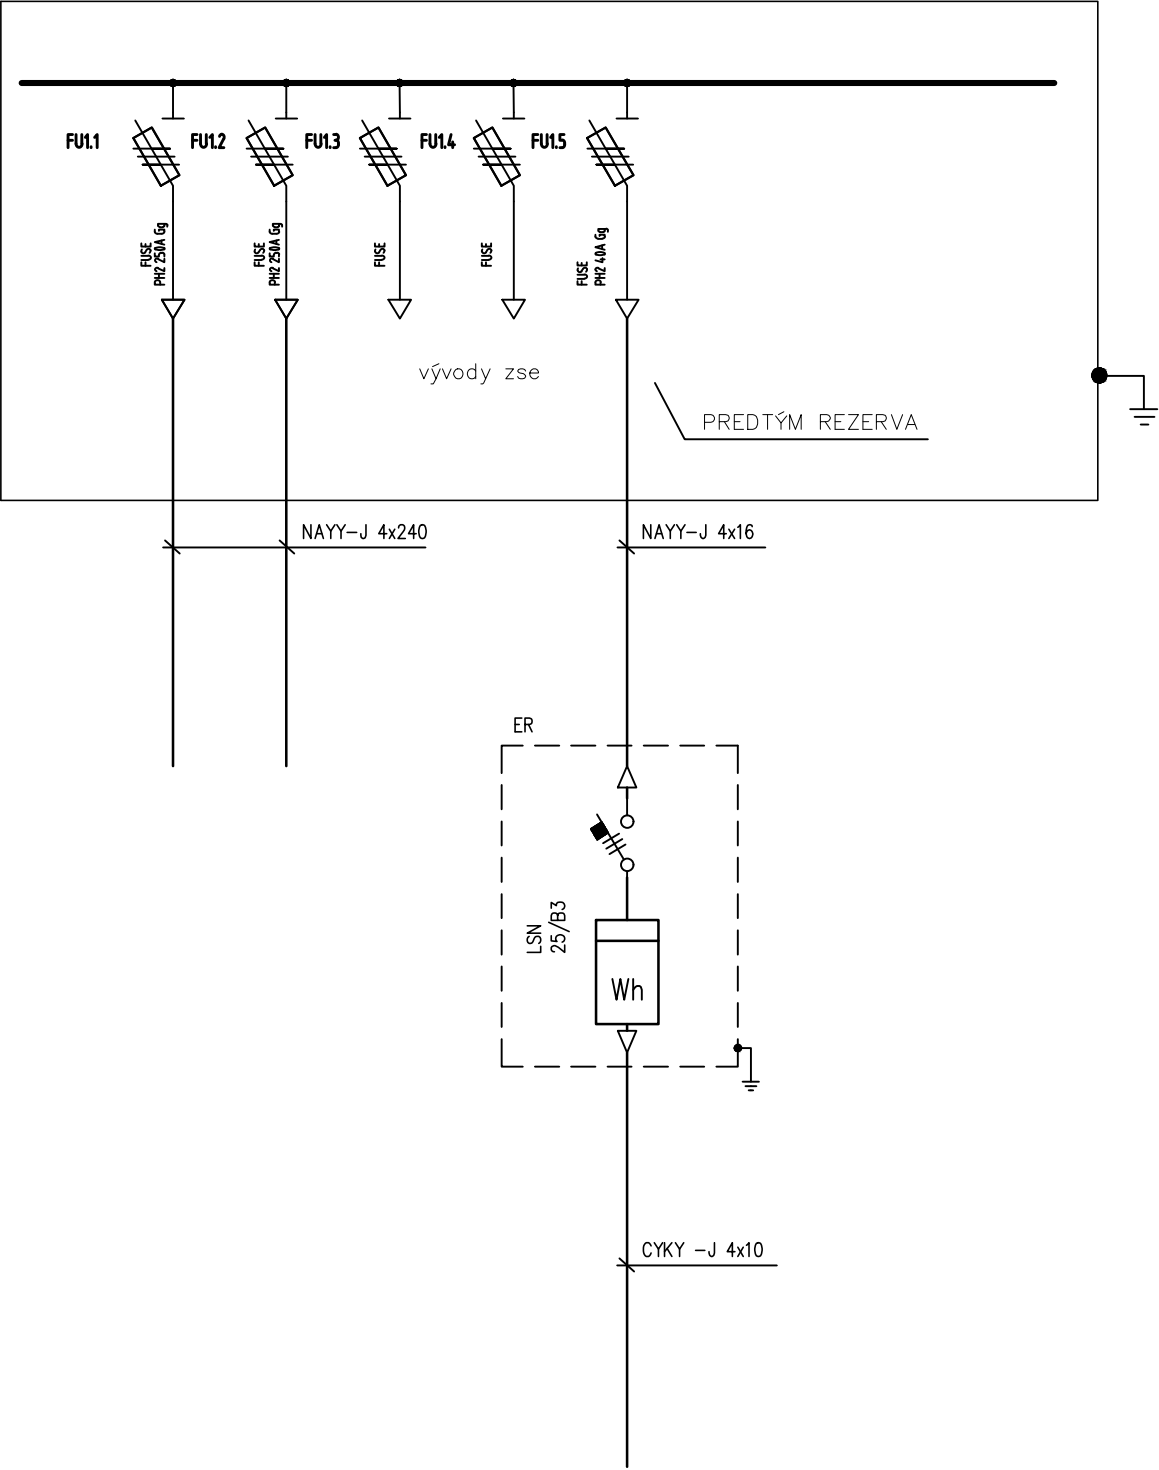 FU1.1
FU1.2
FU1.3
FU1.4
FU1.5
FUSE
PH2 250A Gg
FUSE
PH2 250A Gg
FUSE
FUSE
FUSE
PH2 40A Gg
vývody zse
PREDTÝM REZERVA
NAYY-J 4x240
NAYY-J 4x16
ER
LSN
25/B3
Wh
CYKY -J 4x10